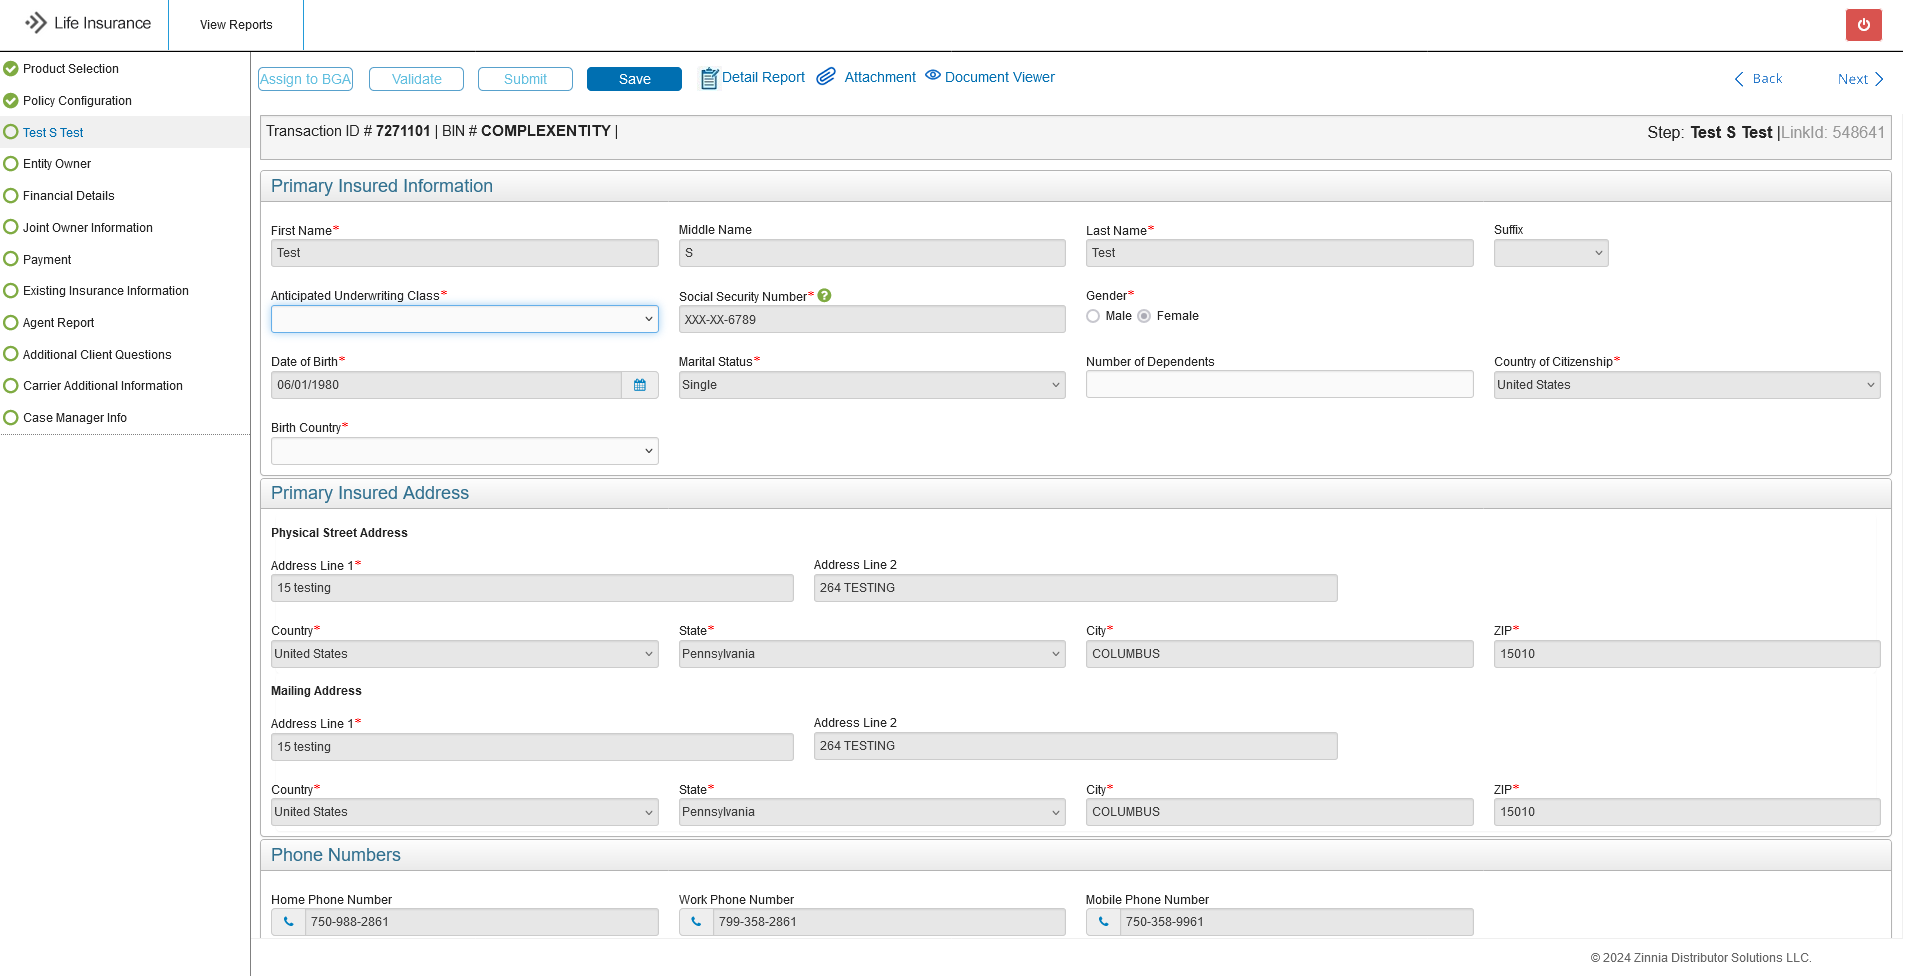 Life Insurance
View Reports
Product Selection
Policy Configuration
Test S Test
Entity Owner
Financial Details
Joint Owner Information
Payment
Existing Insurance Information
Agent Report
Additional Client Questions
Carrier Additional Information
Case Manager Info
Assign to BGA Validate Submit Save Detail Report Attachment Document Viewer Back Next
Transaction ID # 7271101 | BIN # COMPLEXENTITY | Step: Test S Test |LinkId: 548641
Primary Insured Information
First Name* Middle Name Last Name* Suffix
Test S Test
Anticipated Underwriting Class* Social Security Number* ? Gender*
XXX-XX-6789 Male Female
Date of Birth* Marital Status* Number of Dependents Country of Citizenship*
06/01/1980 Single United States
Birth Country*
Primary Insured Address
Physical Street Address
Address Line 1* Address Line 2
15 testing 264 TESTING
Country* State* City* ZIP*
United States Pennsylvania COLUMBUS 15010
Mailing Address
Address Line 1* Address Line 2
15 testing 264 TESTING
Country* State* City* ZIP*
United States Pennsylvania COLUMBUS 15010
Phone Numbers
Home Phone Number Work Phone Number Mobile Phone Number
750-988-2861 799-358-2861 750-358-9961
© 2024 Zinnia Distributor Solutions LLC.